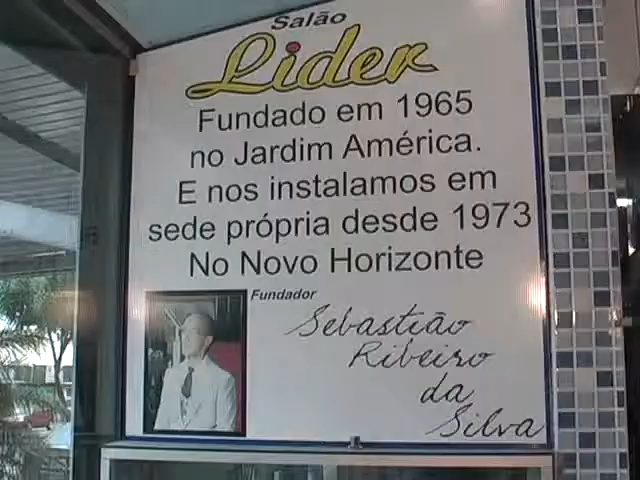 Salão
Lider
Fundado em 1965
no Jardim América.
E nos instalamos em
sede própria desde 1973
No Novo Horizonte
Fundador
Sebastião
Ribeiro
da
Silva